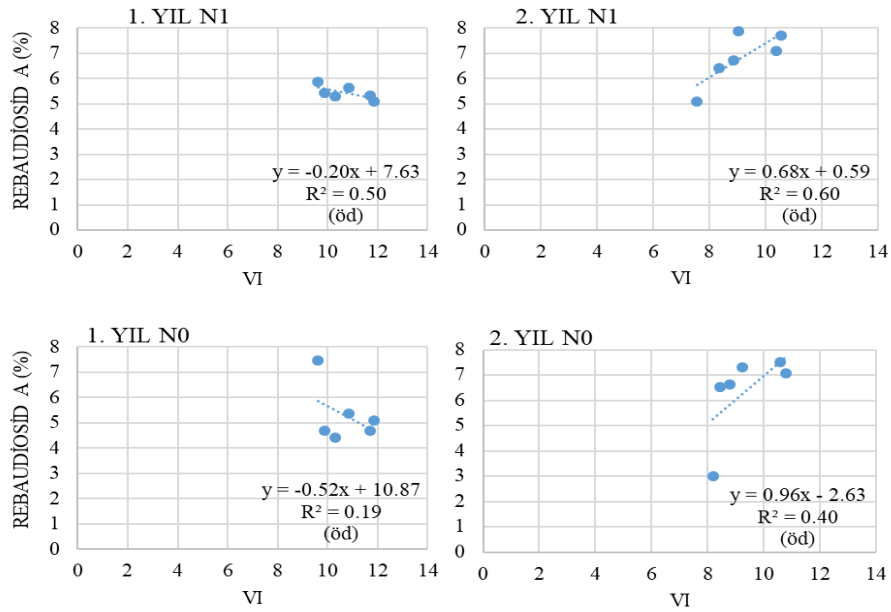 1. YIL N1
REBAUDİOSİD A (%)
8
7
6
5
4
3
2
1
0
y = -0.20x + 7.63
R² = 0.50
(öd)
0 2 4 6 8 10 12 14
VI
2. YIL N1
8
7
6
5
4
3
2
1
0
y = 0.68x + 0.59
R² = 0.60
(öd)
0 2 4 6 8 10 12 14
VI
1. YIL N0
REBAUDİOSİD A (%)
8
7
6
5
4
3
2
1
0
y = -0.52x + 10.87
R² = 0.19
(öd)
0 2 4 6 8 10 12 14
VI
2. YIL N0
8
7
6
5
4
3
2
1
0
y = 0.96x - 2.63
R² = 0.40
(öd)
0 2 4 6 8 10 12 14
VI